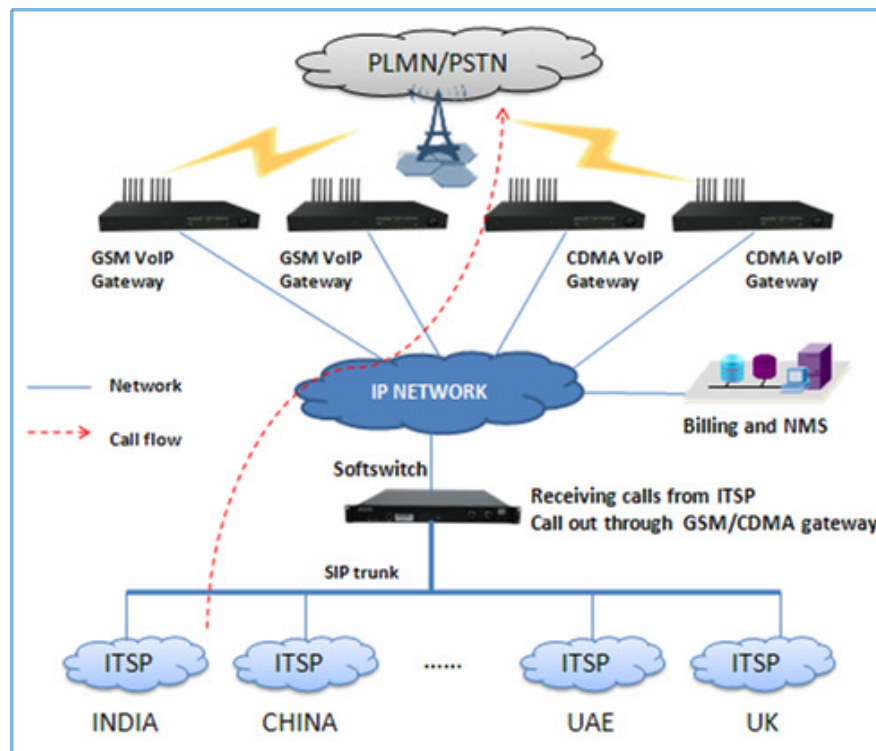 PLMN/PSTN
GSM VoIP
Gateway
GSM VoIP
Gateway
CDMA VoIP
Gateway
CDMA VoIP
Gateway
Network
Call flow
IP NETWORK
Billing and NMS
Softswitch
Receiving calls from ITSP
Call out through GSM/CDMA gateway
SIP trunk
ITSP
ITSP
......
ITSP
ITSP
INDIA
CHINA
UAE
UK